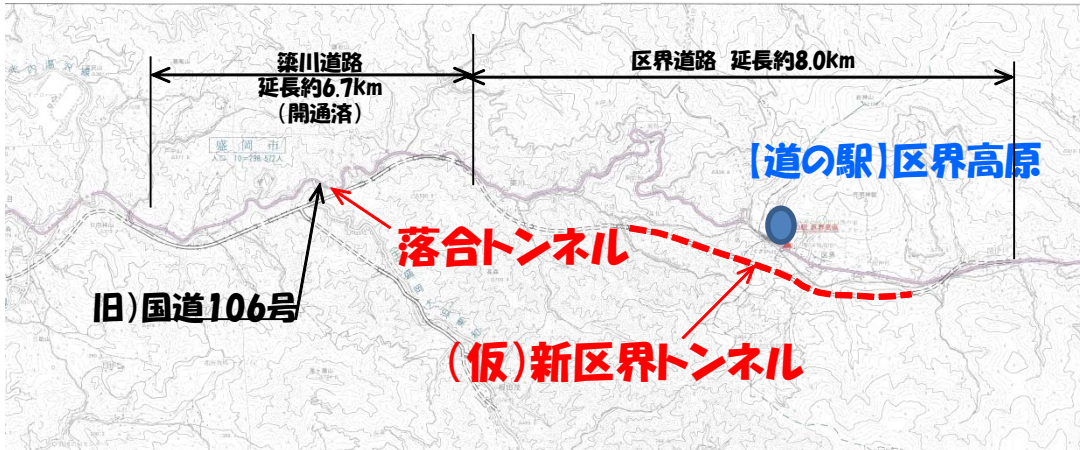 簗川道路
延長約6.7km
(開通済)
区界道路 延長約8.0km
盛岡市
【道の駅】区界高原
落合トンネル
旧)国道106号
(仮)新区界トンネル